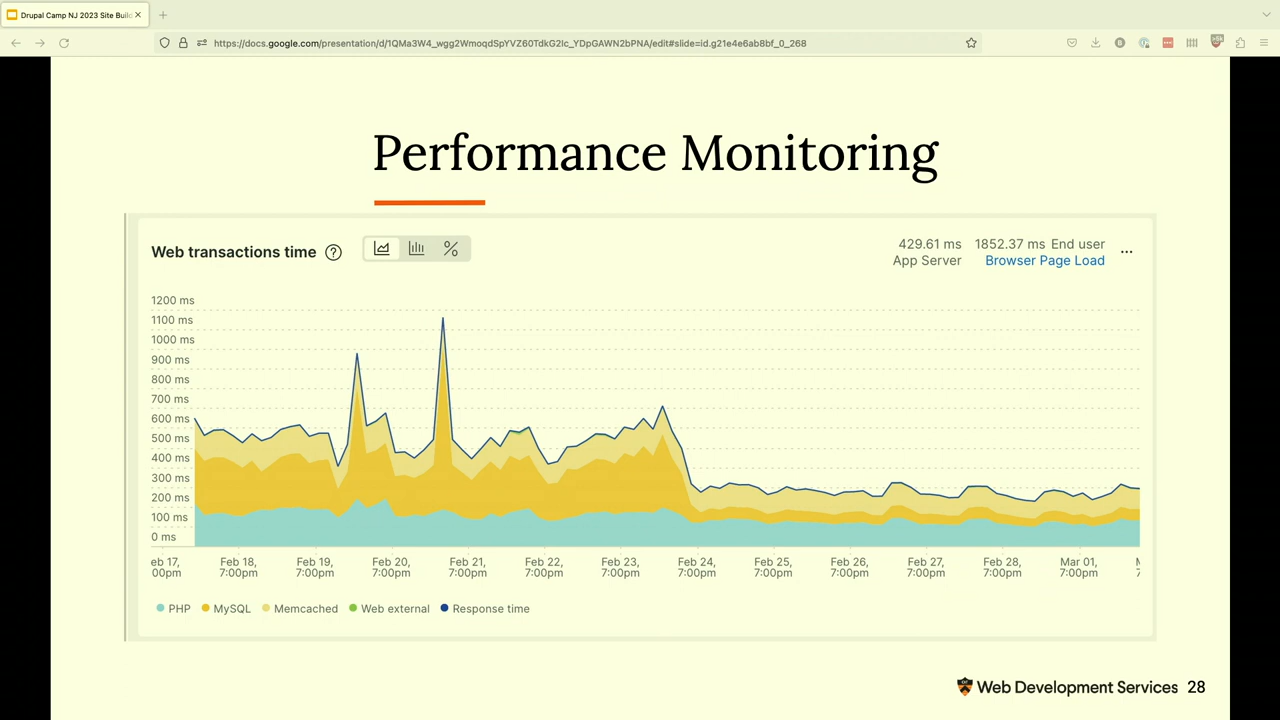 Drupal Camp NJ 2023 Site Buil
https://docs.google.com/presentation/d/1QMa3W4_wgg2WmoqdSpYVZ60TdkG2lc_YDpGAWN2bPNA/edit#slide=id.g21e4e6ab8bf_0_268
Performance Monitoring
Web transactions time ?
%
429.61 ms
App Server
1852.37 ms End user
Browser Page Load
1200 ms
1100 ms
1000 ms
900 ms
800 ms
700 ms
600 ms
500 ms
400 ms
300 ms
200 ms
100 ms
0 ms
eb 17,
00pm
Feb 18,
7:00pm
Feb 19,
7:00pm
Feb 20,
7:00pm
Feb 21,
7:00pm
Feb 22,
7:00pm
Feb 23,
7:00pm
Feb 24,
7:00pm
Feb 25,
7:00pm
Feb 26,
7:00pm
Feb 27,
7:00pm
Feb 28,
7:00pm
Mar 01,
7:00pm
PHP MySQL Memcached Web external Response time
Web Development Services 28